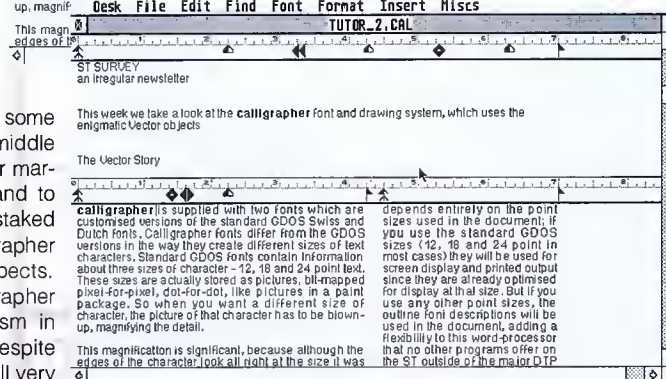 up, magnif
This magn
edges of t
some
middle
r mar-
and to
staked
rapher
pects.
rapher
sm in
espite
ll very
Desk File Edit Find Font Format Insert Miscs
TUTOR_2.CAL
ST SURVEY
an irregular newsletter
This week we take a look at the calligrapher font and drawing system, which uses the
enigmatic Vector objects
The Vector Story
calligrapher is supplied with two fonts which are
customised versions of the standard GDOS Swiss and
Dutch fonts. Calligrapher fonts differ from the GDOS
versions in the way they create different sizes of text
characters. Standard GDOS fonts contain information
about three sizes of character - 12, 18 and 24 point text.
These sizes are actually stored as pictures, bit-mapped
pixel-for-pixel, dot-for-dot, like pictures in a paint
package. So when you want a different size of
character, the picture of that character has to be blown-
up, magnifying the detail.
This magnification is significant, because although the
edges of the character look all right at the size it was
depends entirely on the point
sizes used in the document; if
you use the standard GDOS
sizes (12, 18 and 24 point in
most cases) they will be used for
screen display and printed output
since they are already optimised
for display at that size. But if you
use any other point sizes, the
outline font descriptions will be
used in the document, adding a
flexibility to this word-processor
that no other programs offer on
the ST outside of the major DTP